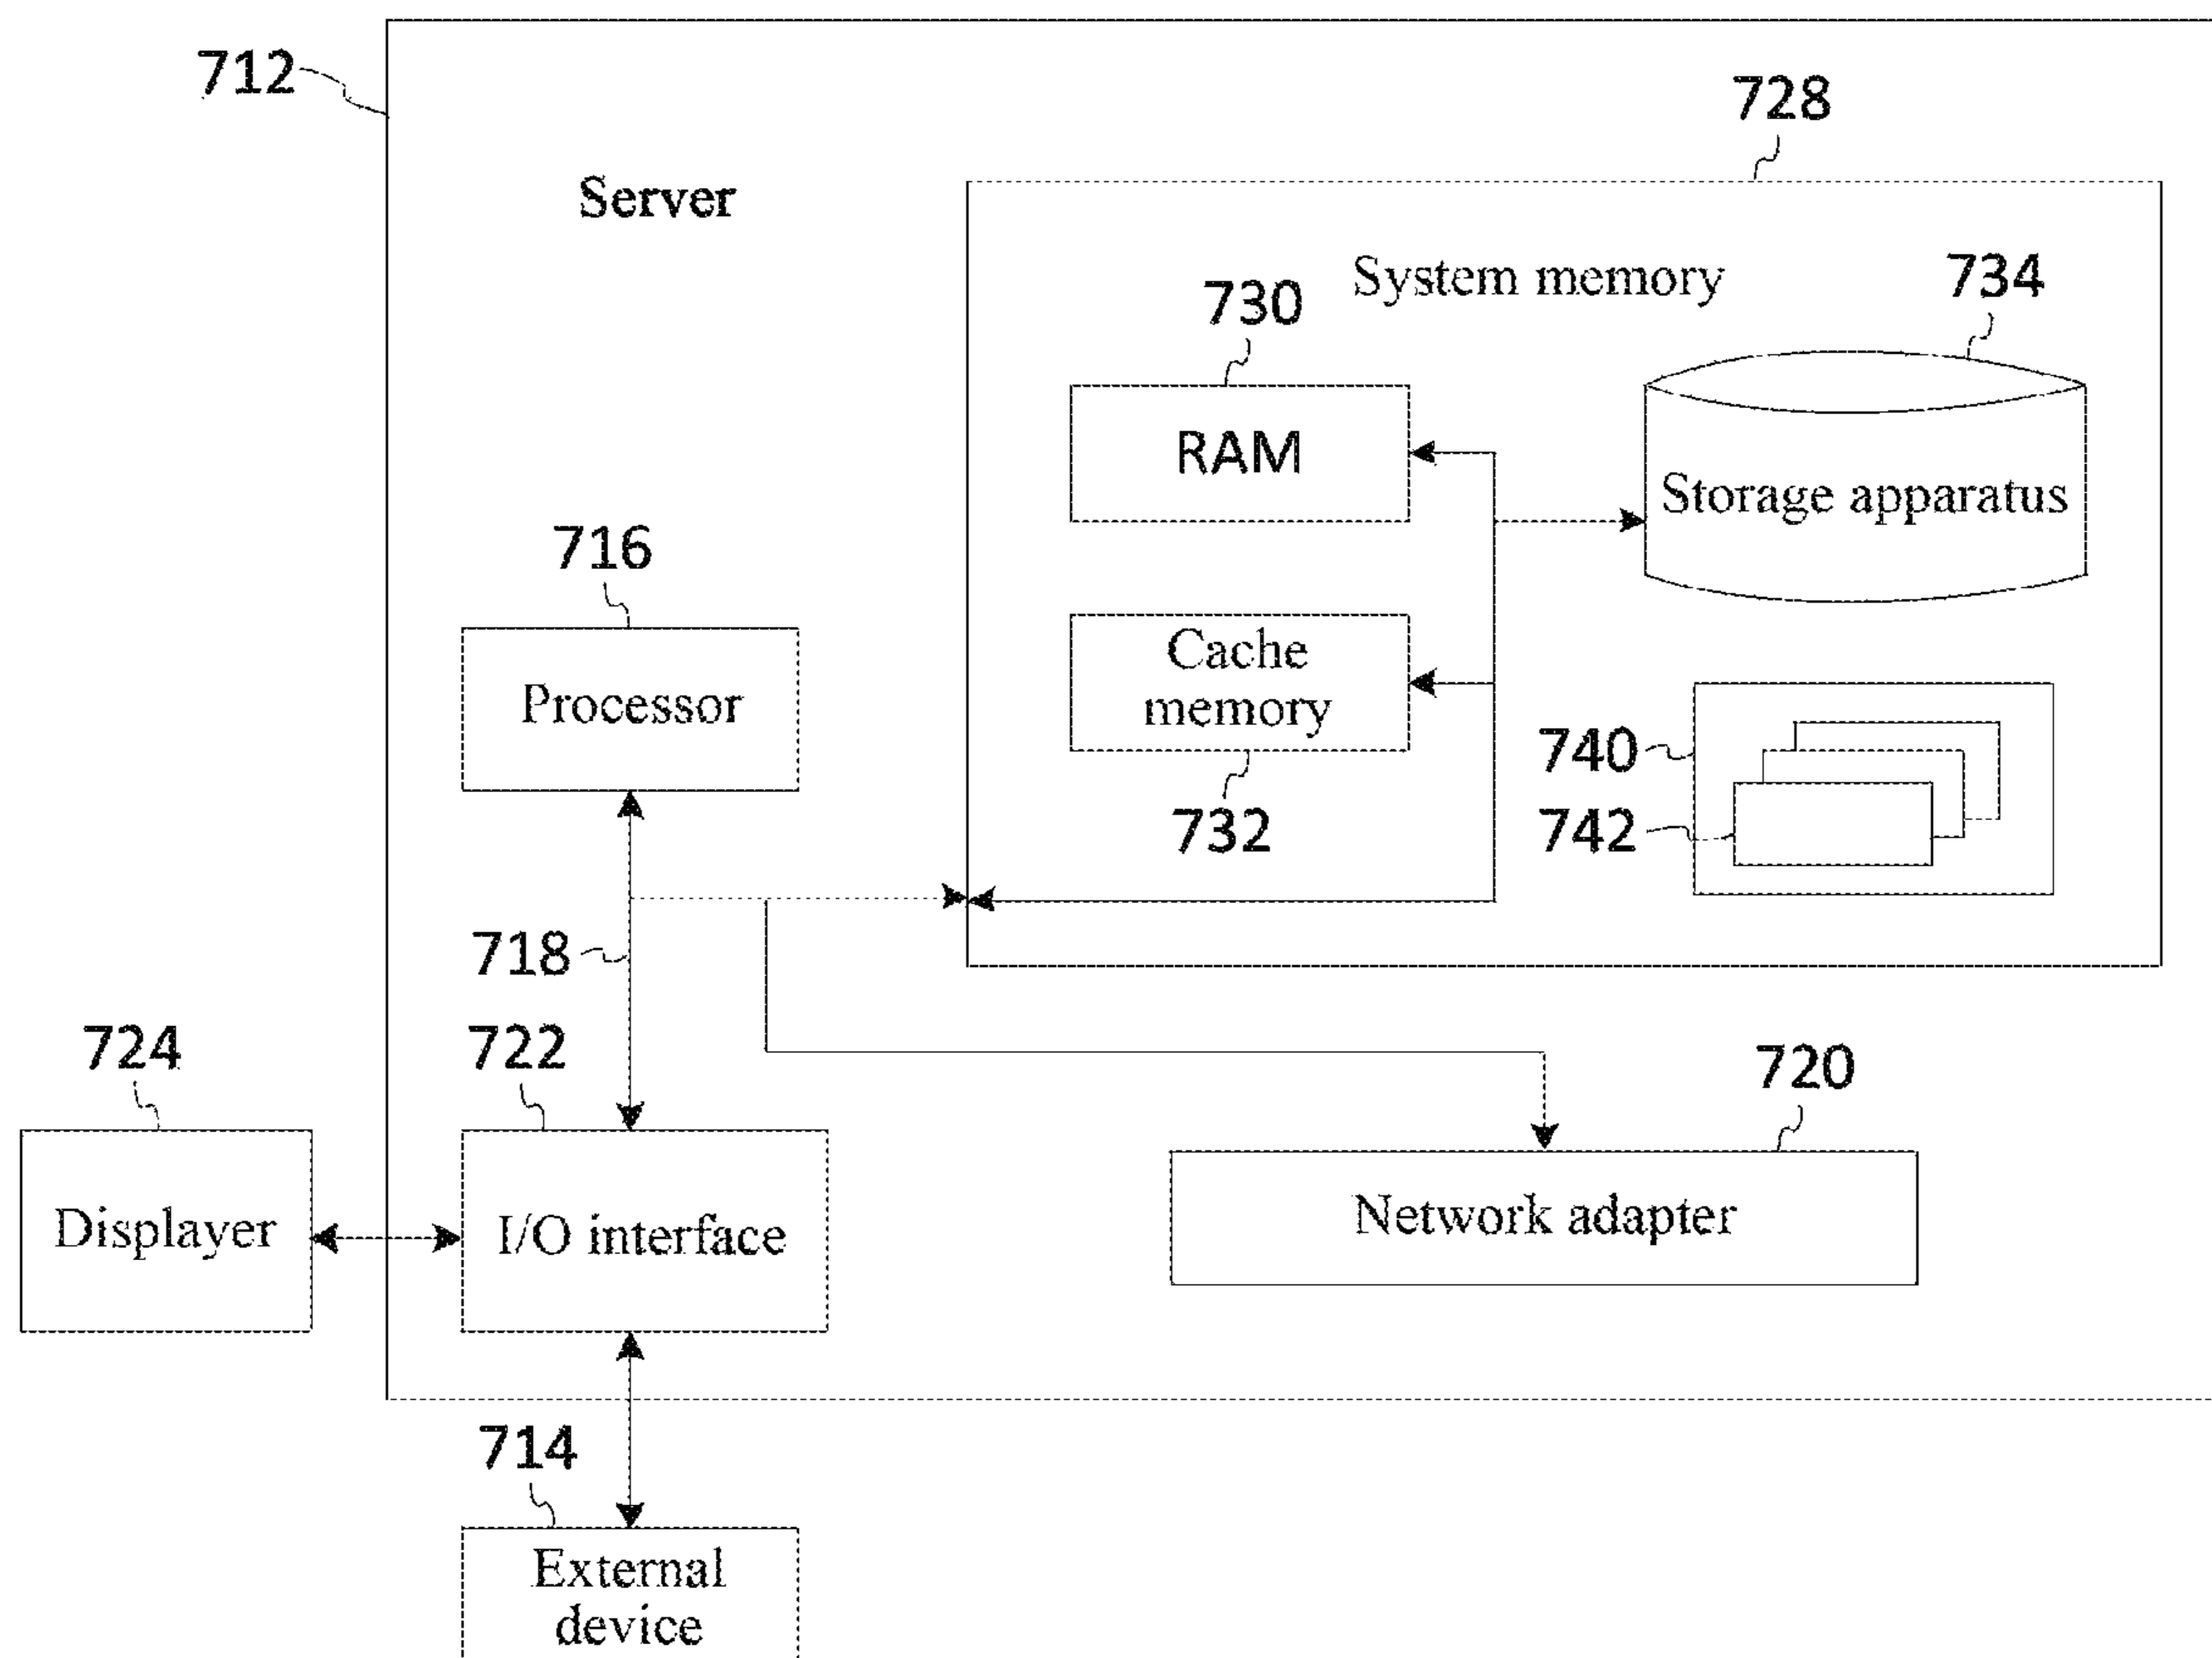 712
728
Server
System memory
734
730
RAM
Storage apparatus
716
Processor
Cache
memory
740
732
742
718
724
722
720
Displayer
I/O interface
Network adapter
714
External
device